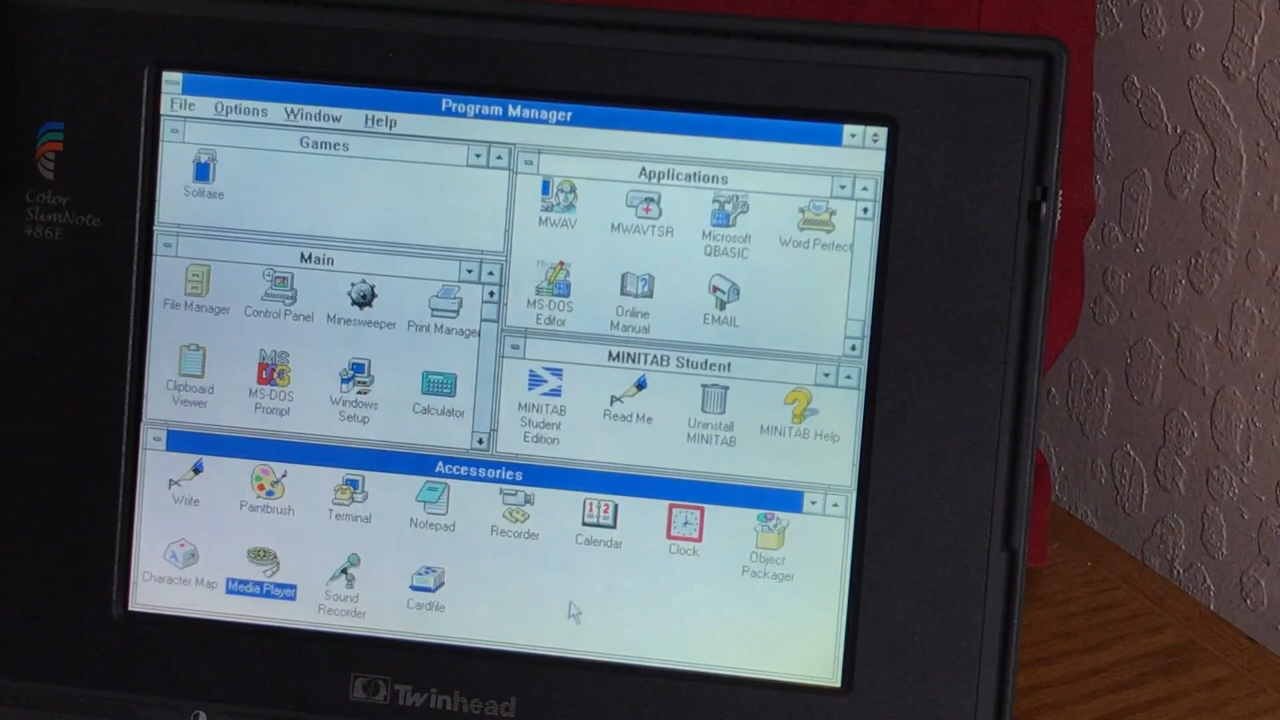 Color
SlimNote
486E
Program Manager
File Options Window Help
Games
Solitaire
Applications
MWAV
MWAVTSR
Microsoft
QBASIC
Word Perfect
MS-DOS
Editor
Online
Manual
EMAIL
Main
File Manager
Control Panel
Minesweeper
Print Manager
Clipboard
Viewer
MS-DOS
Prompt
Windows
Setup
Calculator
MINITAB Student
MINITAB
Student
Edition
Read Me
Uninstall
MINITAB
MINITAB Help
Accessories
Write
Paintbrush
Terminal
Notepad
Recorder
Calendar
Clock
Object
Packager
Character Map
Media Player
Sound
Recorder
Cardfile
Twinhead